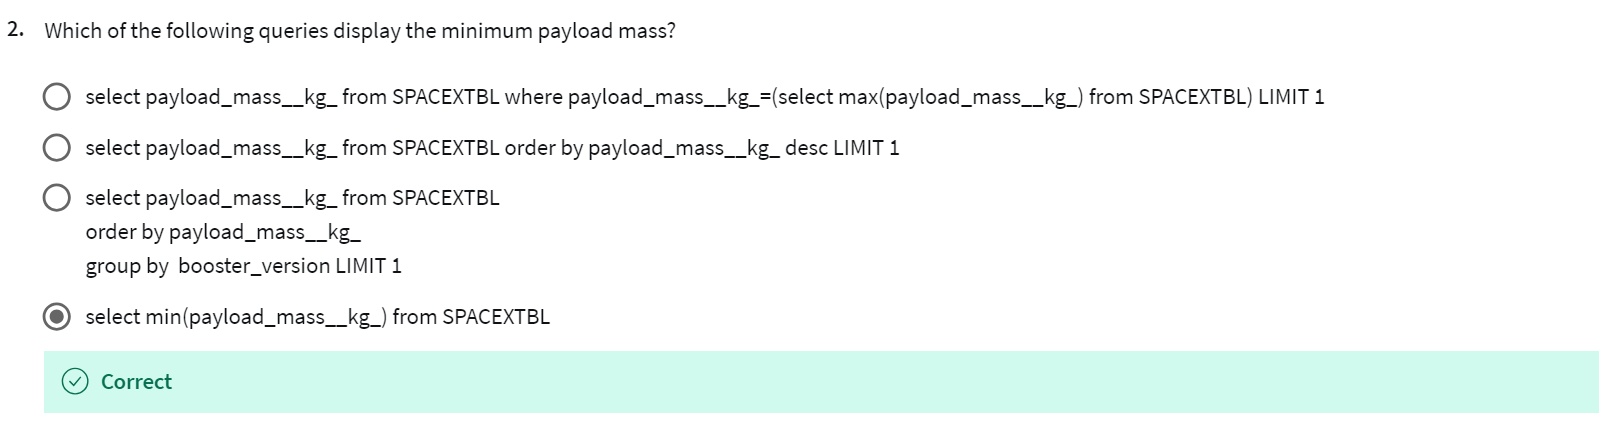 2. Which of the following queries display the minimum payload mass?
select payload_mass__kg_ from SPACEXTBL where payload_mass__kg_=(select max(payload_mass__kg_) from SPACEXTBL) LIMIT 1
select payload_mass__kg_ from SPACEXTBL order by payload_mass__kg_ desc LIMIT 1
select payload_mass__kg_ from SPACEXTBL
order by payload_mass__kg_
group by booster_version LIMIT 1
select min(payload_mass__kg_) from SPACEXTBL
Correct